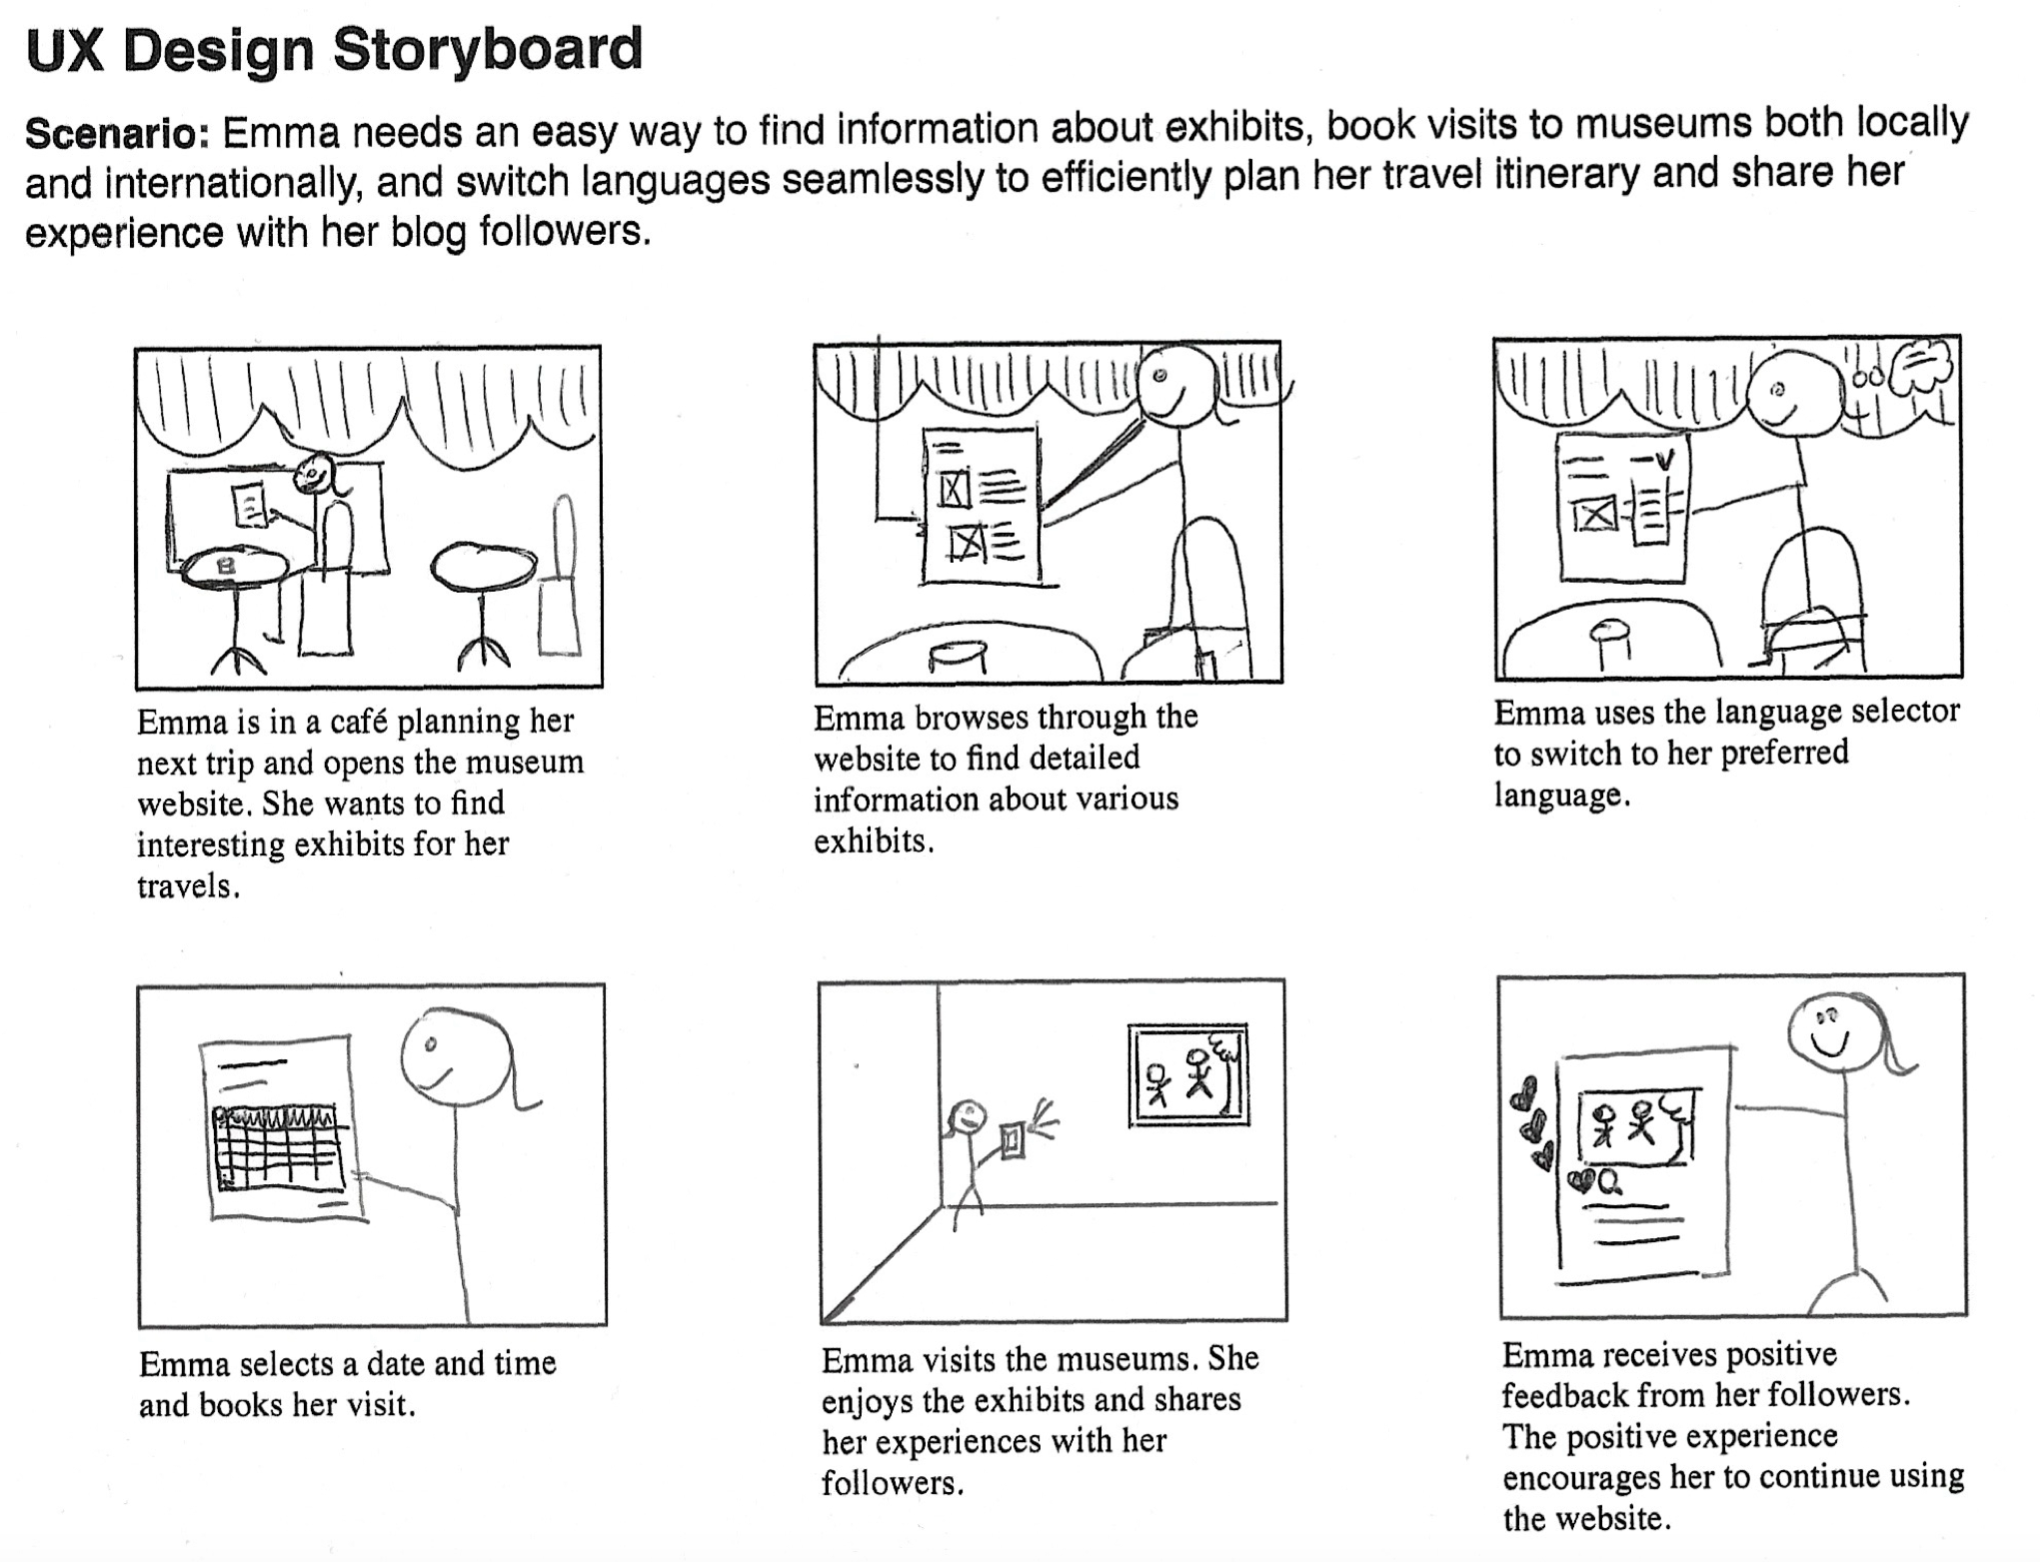 UX Design Storyboard
Scenario: Emma needs an easy way to find information about exhibits, book visits to museums both locally
and internationally, and switch languages seamlessly to efficiently plan her travel itinerary and share her
experience with her blog followers.
Emma is in a café planning her
next trip and opens the museum
website. She wants to find
interesting exhibits for her
travels.
Emma browses through the
website to find detailed
information about various
exhibits.
Emma uses the language selector
to switch to her preferred
language.
Emma selects a date and time
and books her visit.
Emma visits the museums. She
enjoys the exhibits and shares
her experiences with her
followers.
Emma receives positive
feedback from her followers.
The positive experience
encourages her to continue using
the website.